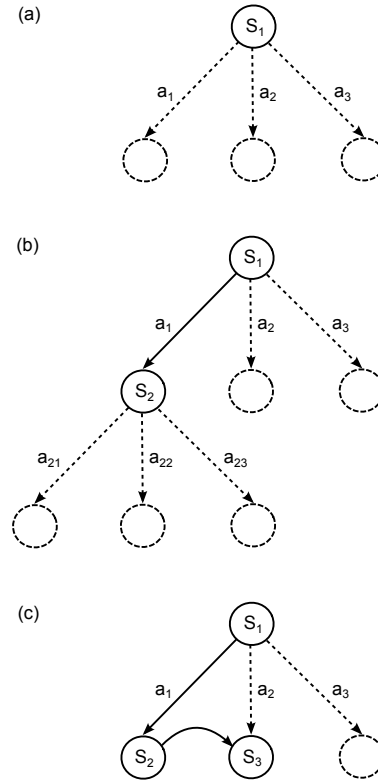 (a)
S₁
a₁ a₂ a₃
(b)
S₁
a₁ a₂ a₃
S₂
a₂₁ a₂₂ a₂₃
(c)
S₁
a₁ a₂ a₃
S₂ S₃